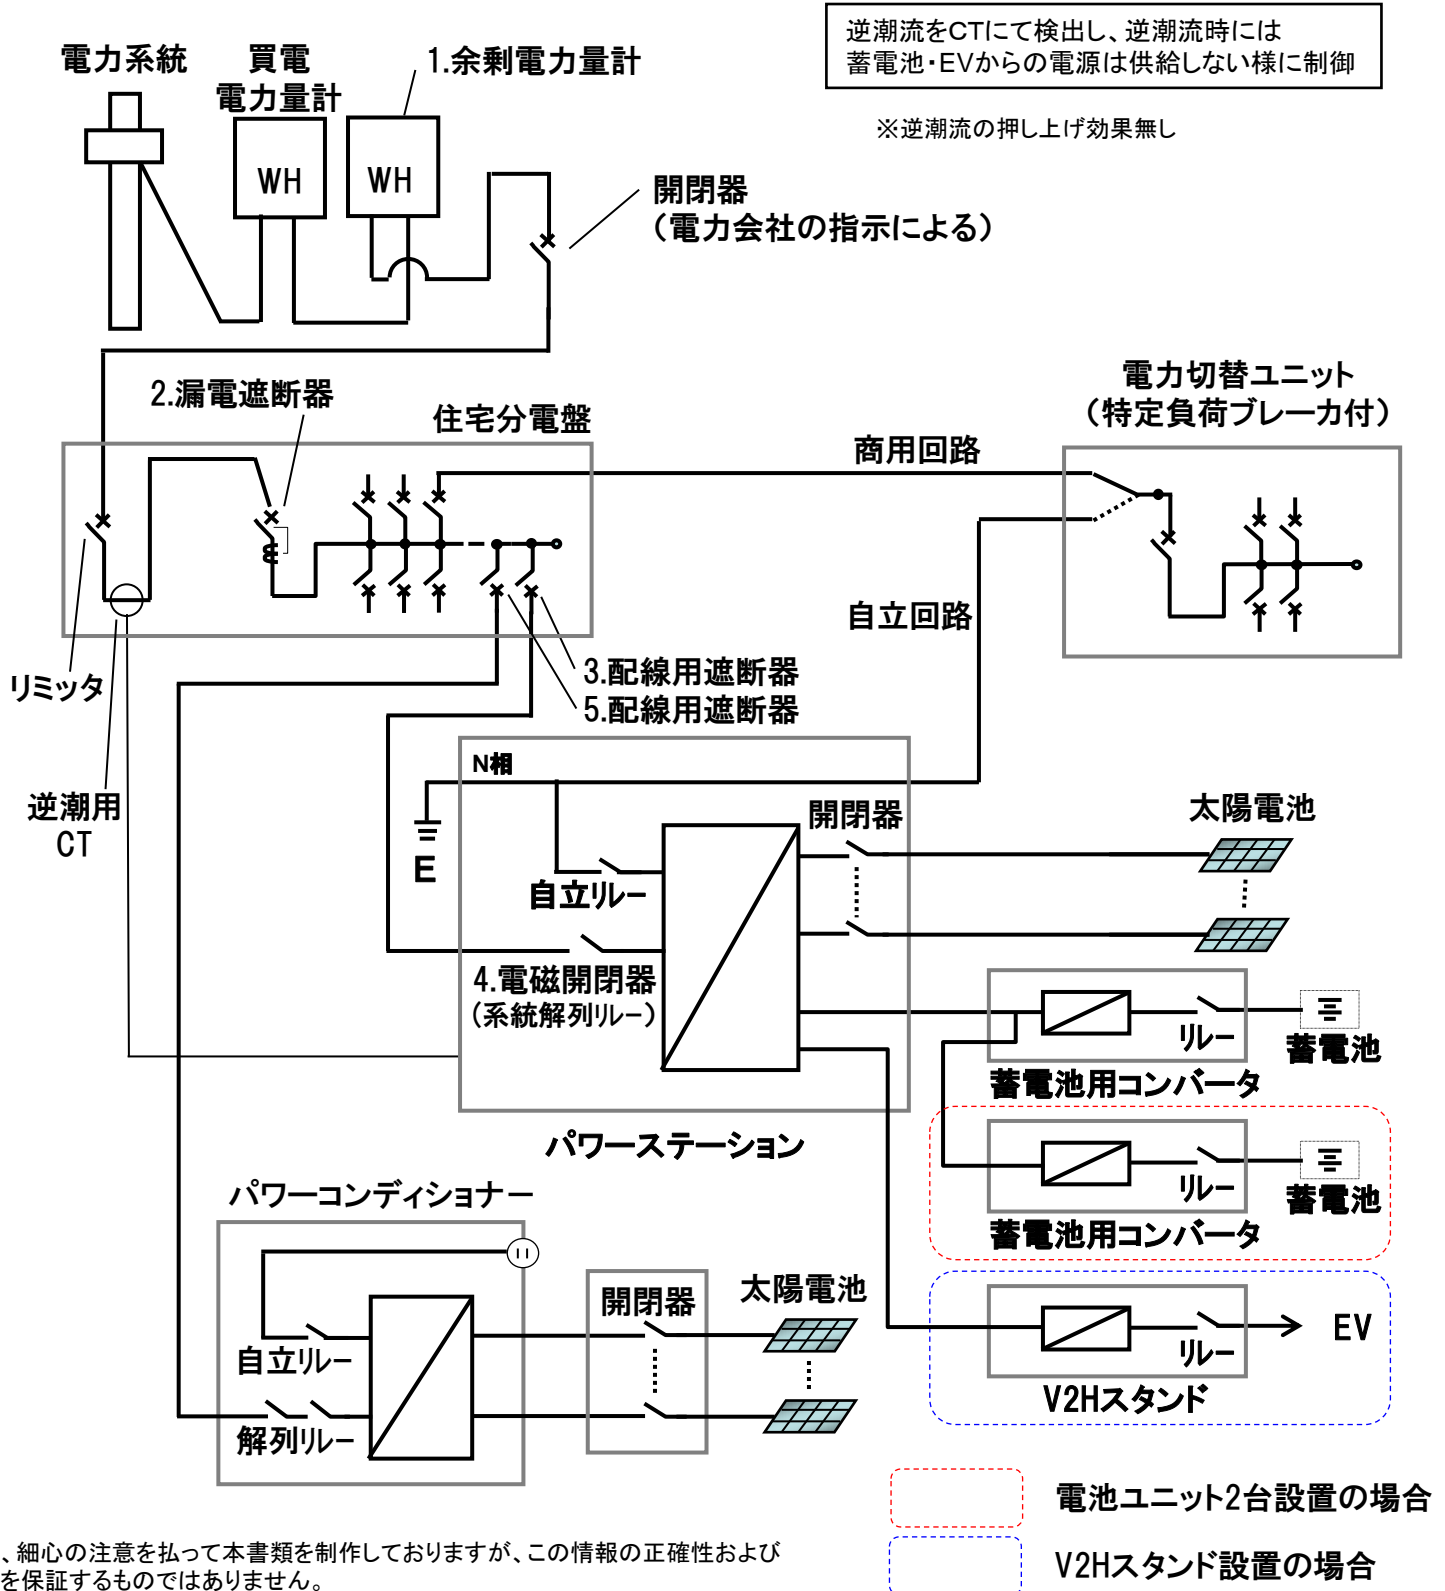 逆潮流をCTにて検出し、逆潮流時には
蓄電池・EVからの電源は供給しない様に制御
※逆潮流の押し上げ効果無し
電力系統
買電
電力量計
1.余剰電力量計
WH
WH
開閉器
(電力会社の指示による)
2.漏電遮断器
住宅分電盤
商用回路
電力切替ユニット
(特定負荷ブレーカ付)
自立回路
リミッタ
3.配線用遮断器
5.配線用遮断器
逆潮用
CT
N相
E
開閉器
太陽電池
自立リレー
4.電磁開閉器
(系統解列リレー)
リレー
蓄電池
蓄電池用コンバータ
パワーステーション
リレー
蓄電池
蓄電池用コンバータ
パワーコンディショナー
開閉器
太陽電池
自立リレー
解列リレー
リレー
EV
V2Hスタンド
電池ユニット2台設置の場合
V2Hスタンド設置の場合
、細心の注意を払って本書類を制作しておりますが、この情報の正確性および
を保証するものではありません。